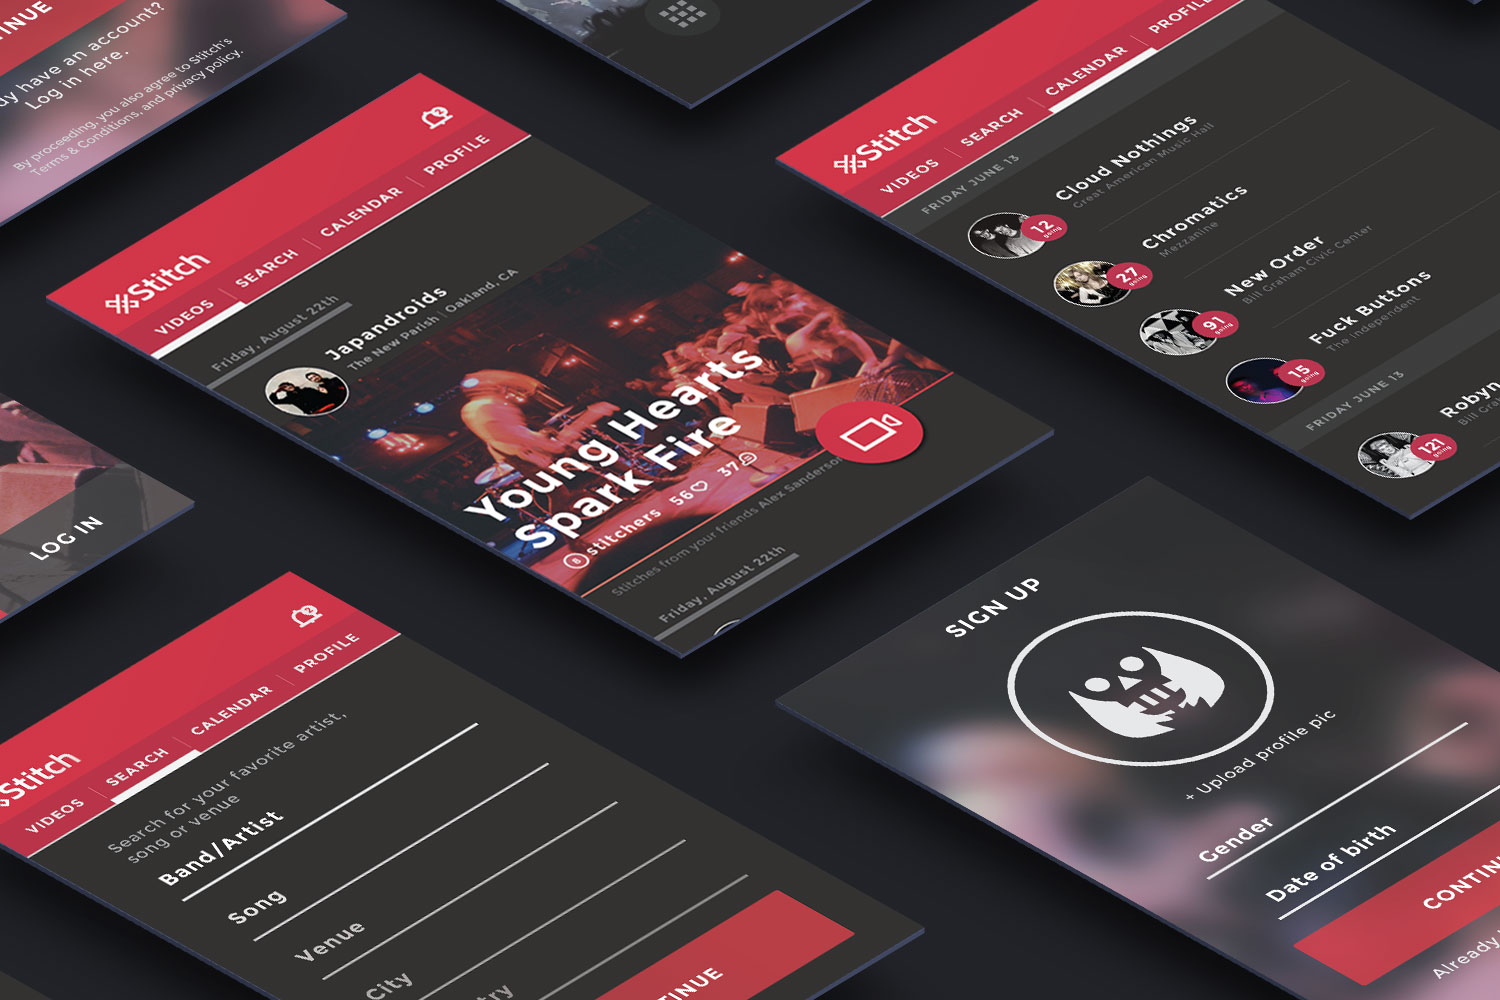 TINUE
dy have an account?
Log in here.
By proceeding, you also agree to Stitch's
Terms & Conditions, and privacy policy.
Stitch
2
VIDEOS
SEARCH
CALENDAR
PROFILE
Friday, August 22th
Japandroids
The New Parish | Oakland, CA
Young Hearts
Spark Fire
8 stitchers 56 37
Stitches from your friends Alex Sanderson
Friday, August 22th
Stitch
VIDEOS
SEARCH
CALENDAR
PROFILE
FRIDAY JUNE 13
Cloud Nothings
Great American Music Hall
12
going
Chromatics
Mezzanine
27
going
New Order
Bill Graham Civic Center
91
going
Fuck Buttons
The Independent
15
going
FRIDAY JUNE 13
Robyn
Bill Gra
121
going
LOG IN
Stitch
2
VIDEOS
SEARCH
CALENDAR
PROFILE
Search for your favorite artist,
song or venue
Band/Artist
Song
Venue
City
try
TINUE
SIGN UP
+ Upload profile pic
Gender
Date of birth
CONTIN
Already